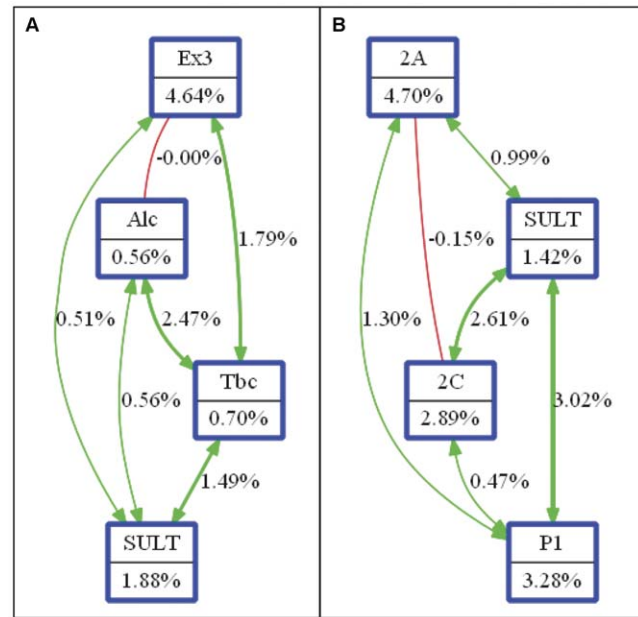 A
Ex3
4.64%
-0.00%
Alc
0.56%
1.79%
0.51%
2.47%
0.56%
Tbc
0.70%
1.49%
SULT
1.88%
B
2A
4.70%
0.99%
SULT
1.42%
-0.15%
1.30%
2.61%
2C
2.89%
3.02%
0.47%
P1
3.28%